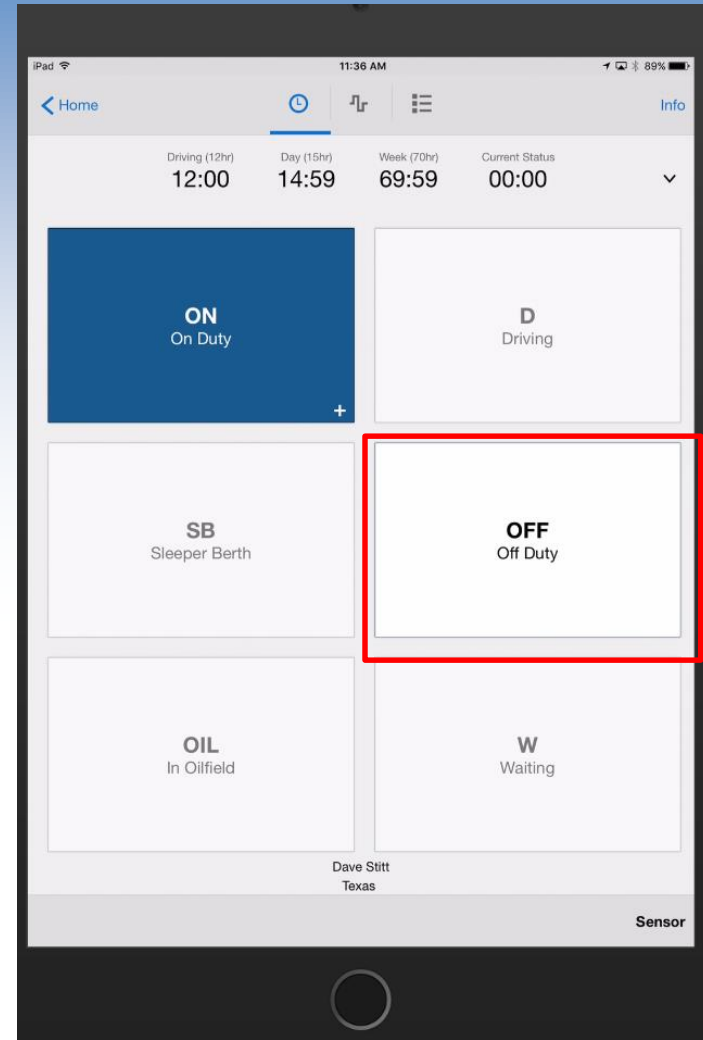 iPad 11:36 AM 89%
Home Info
Driving (12hr) Day (15hr) Week (70hr) Current Status
12:00 14:59 69:59 00:00
ON
On Duty
+
D
Driving
SB
Sleeper Berth
OFF
Off Duty
OIL
In Oilfield
W
Waiting
Dave Stitt
Texas
Sensor